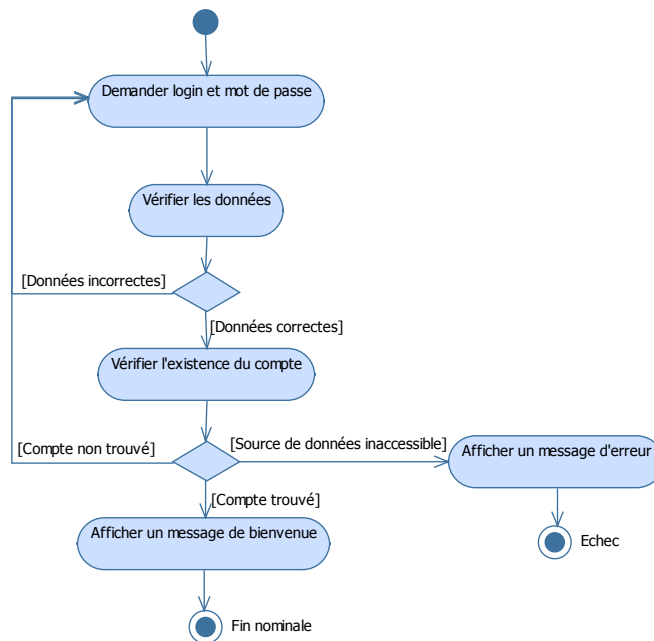 Demander login et mot de passe
Vérifier les données
[Données incorrectes]
[Données correctes]
Vérifier l'existence du compte
[Compte non trouvé]
[Source de données inaccessible]
Afficher un message d'erreur
[Compte trouvé]
Afficher un message de bienvenue
Echec
Fin nominale